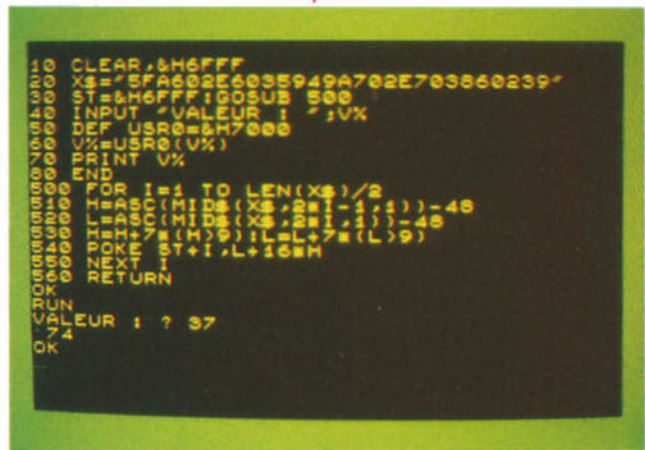 10 CLEAR,&H6FFF
20 X$="5FA602E6035949A702E703860239"
30 ST=&H6FFF:GOSUB 500
40 INPUT "VALEUR : ";V%
50 DEF USR0=&H7000
60 V%=USR0(V%)
70 PRINT V%
80 END
500 FOR I=1 TO LEN(X$)/2
510 H=ASC(MID$(X$,2*I-1,1))-48
520 L=ASC(MID$(X$,2*I,1))-48
530 H=H+7*(H>9):L=L+7*(L>9)
540 POKE ST+I,L+16*H
550 NEXT I
560 RETURN
OK
RUN
VALEUR : ? 37
74
OK